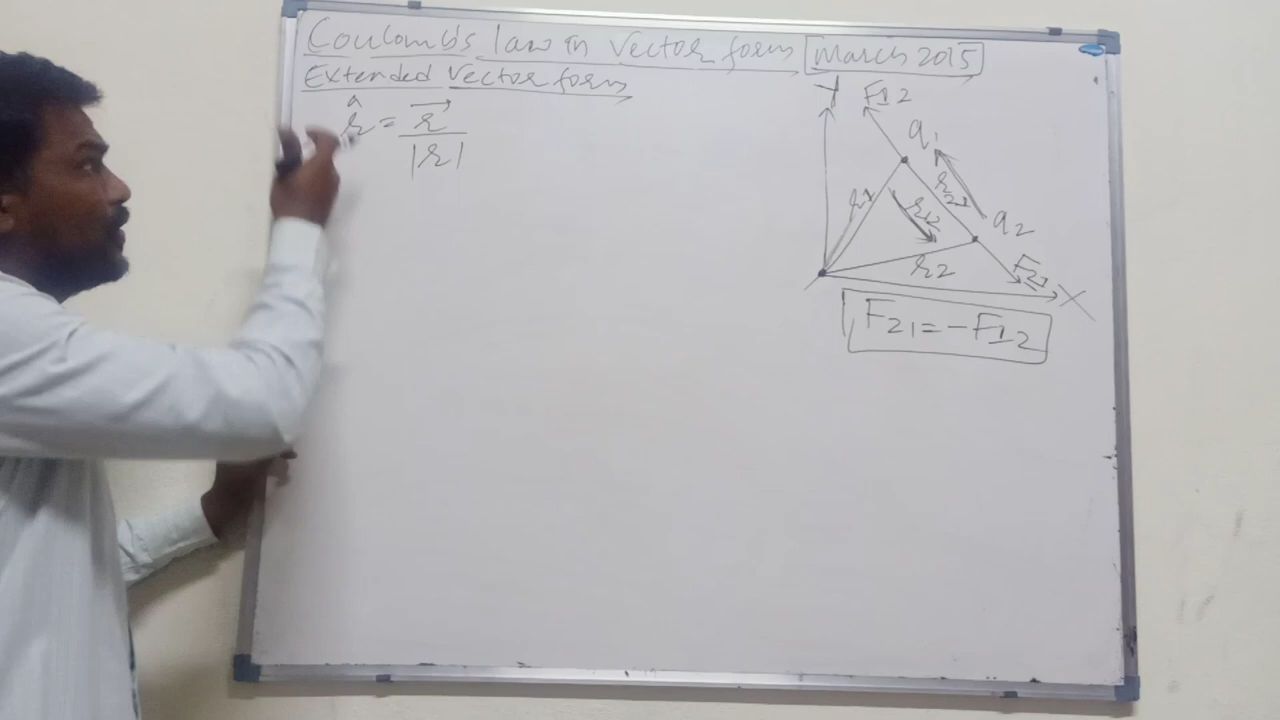 Coulomb's law in Vector form March 2015
Extended Vector form
r̂ = r⃗ / |r|
Y
F12
q1
r1
r21
r12
q2
r2
F21
X
F21 = -F12